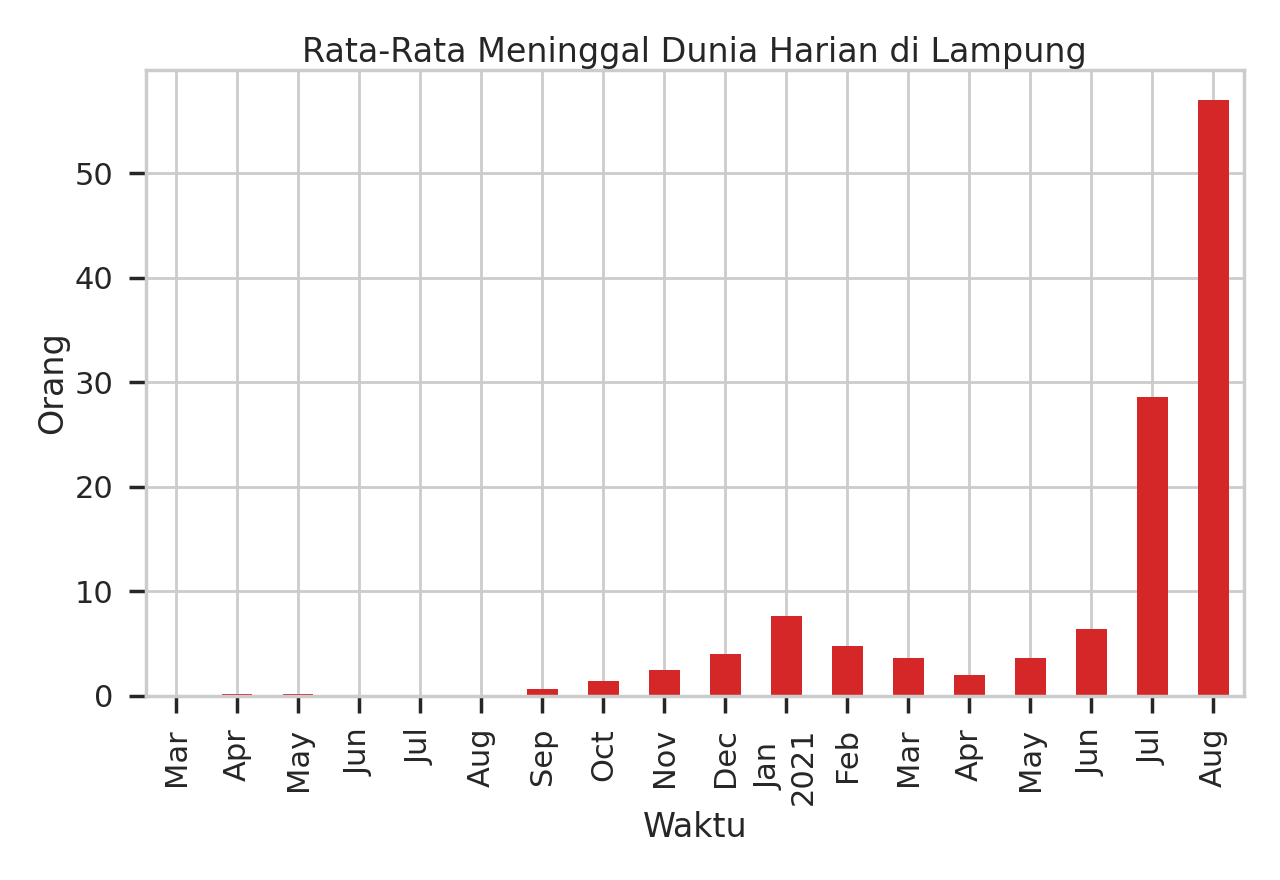 Rata-Rata Meninggal Dunia Harian di Lampung
Orang
50
40
30
20
10
0
Mar
Apr
May
Jun
Jul
Aug
Sep
Oct
Nov
Dec
Jan
2021
Feb
Mar
Apr
May
Jun
Jul
Aug
Waktu